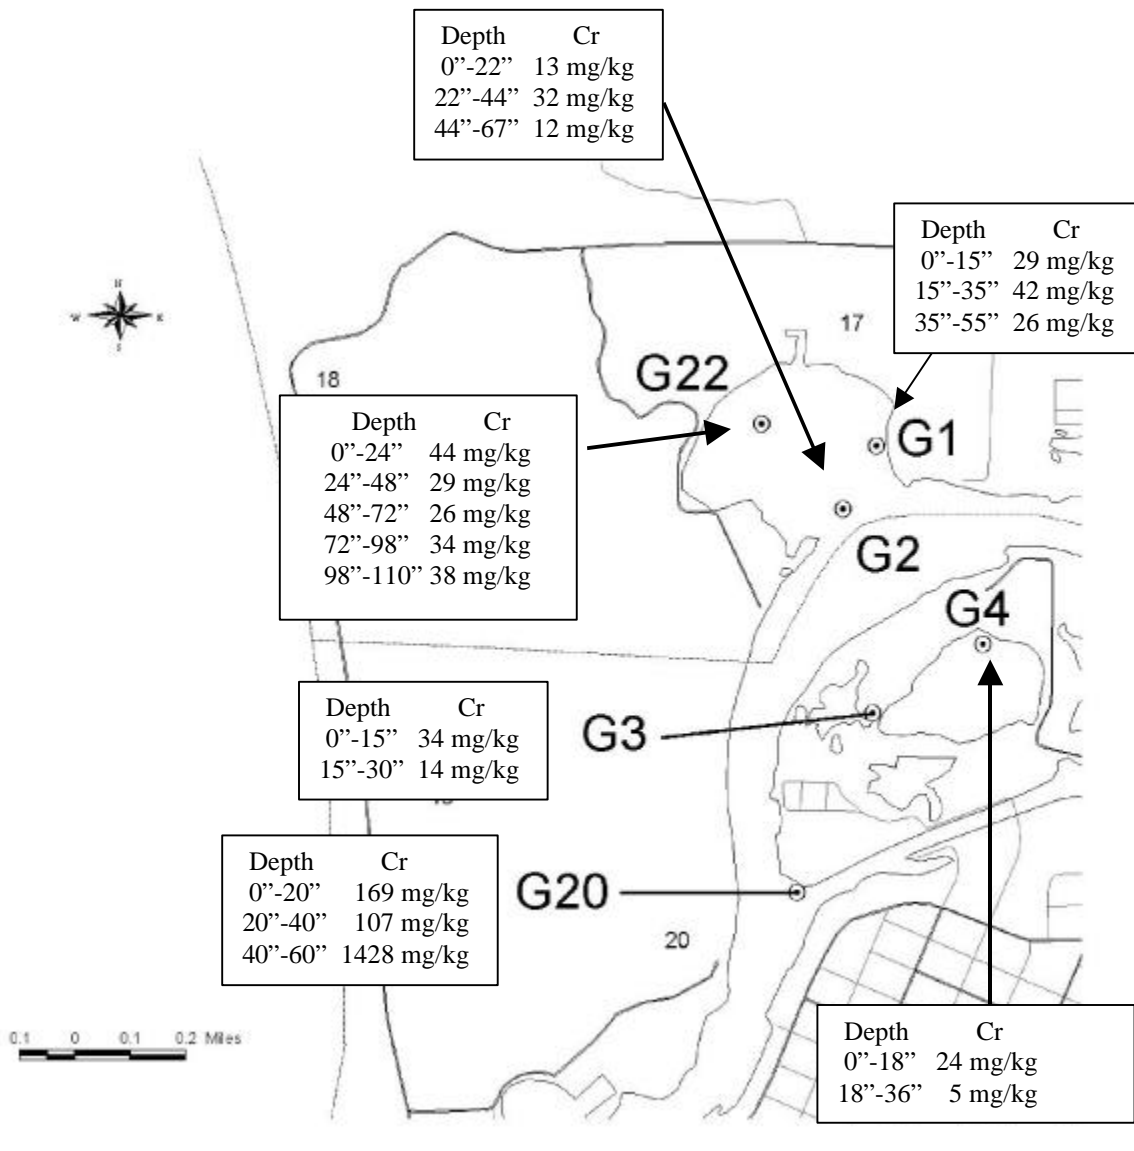 Depth Cr
0”-22” 13 mg/kg
22”-44” 32 mg/kg
44”-67” 12 mg/kg
Depth Cr
0”-15” 29 mg/kg
15”-35” 42 mg/kg
35”-55” 26 mg/kg
N
W E
S
17
18
G22
G1
Depth Cr
0”-24” 44 mg/kg
24”-48” 29 mg/kg
48”-72” 26 mg/kg
72”-98” 34 mg/kg
98”-110” 38 mg/kg
G2
G4
Depth Cr
0”-15” 34 mg/kg
15”-30” 14 mg/kg
G3
Depth Cr
0”-20” 169 mg/kg
20”-40” 107 mg/kg
40”-60” 1428 mg/kg
G20
20
0.1 0 0.1 0.2 Miles
Depth Cr
0”-18” 24 mg/kg
18”-36” 5 mg/kg